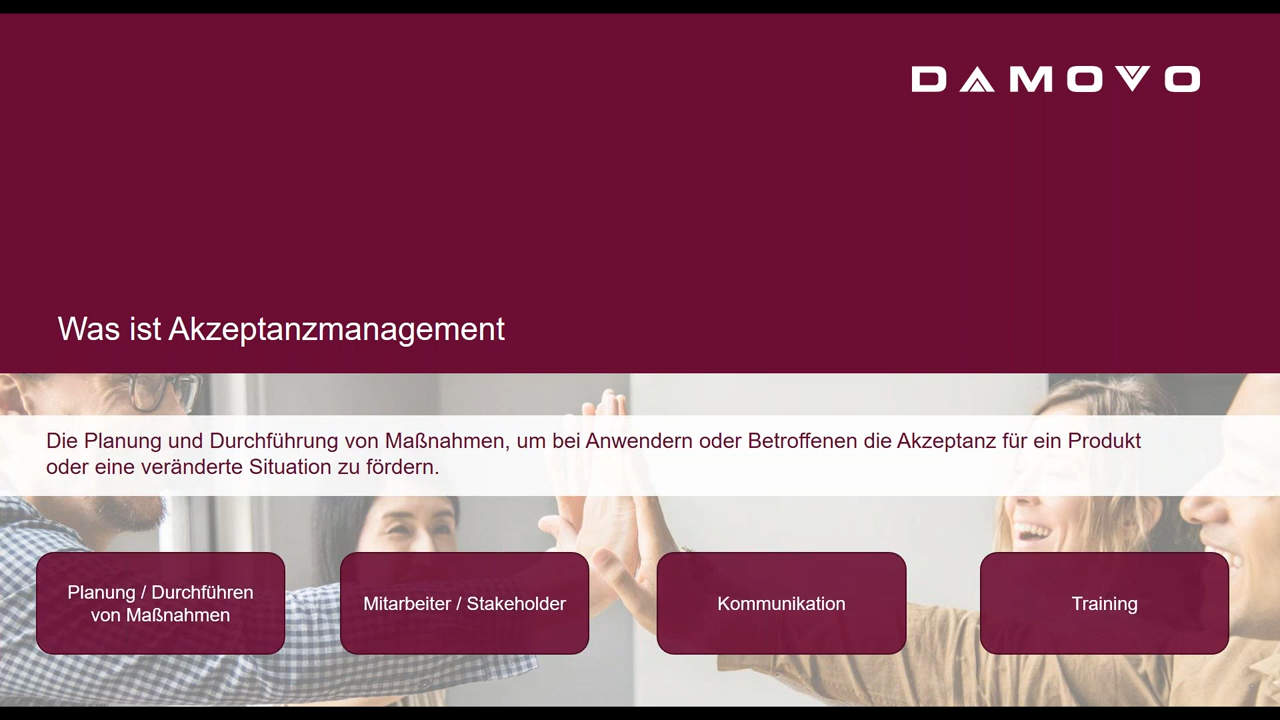 DAMOVO
Was ist Akzeptanzmanagement
Die Planung und Durchführung von Maßnahmen, um bei Anwendern oder Betroffenen die Akzeptanz für ein Produkt
oder eine veränderte Situation zu fördern.
Planung / Durchführen
von Maßnahmen
Mitarbeiter / Stakeholder
Kommunikation
Training